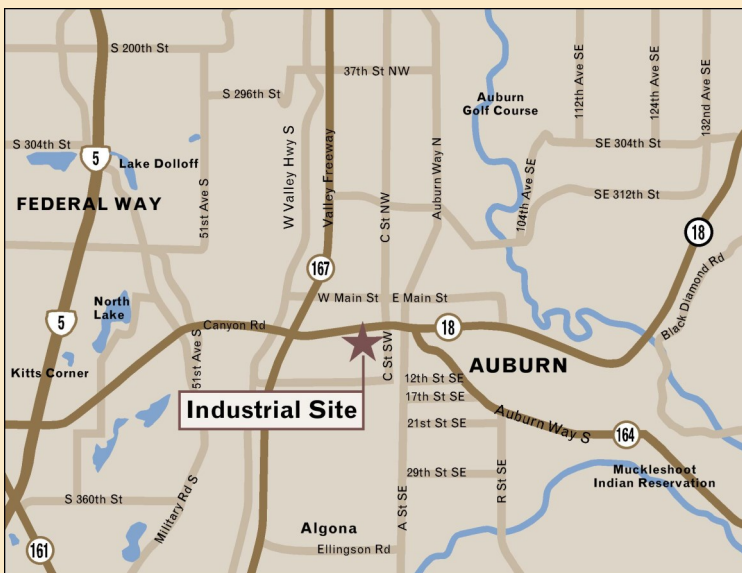 S 200th St
37th St NW
S 296th St
Auburn
Golf Course
112th Ave SE
124th Ave SE
132nd Ave SE
S 304th St
5
Lake Dolloff
SE 304th St
FEDERAL WAY
51st Ave S
W Valley Hwy S
Valley Freeway
C St NW
Auburn Way N
104th Ave SE
SE 312th St
18
167
North
Lake
W Main St
E Main St
Black Diamond Rd
5
Canyon Rd
18
Kitts Corner
51st Ave S
C St SW
AUBURN
12th St SE
17th St SE
Industrial Site
21st St SE
Auburn Way S
164
29th St SE
Muckleshoot
Indian Reservation
S 360th St
Military Rd S
A St SE
R St SE
Algona
161
Ellingson Rd